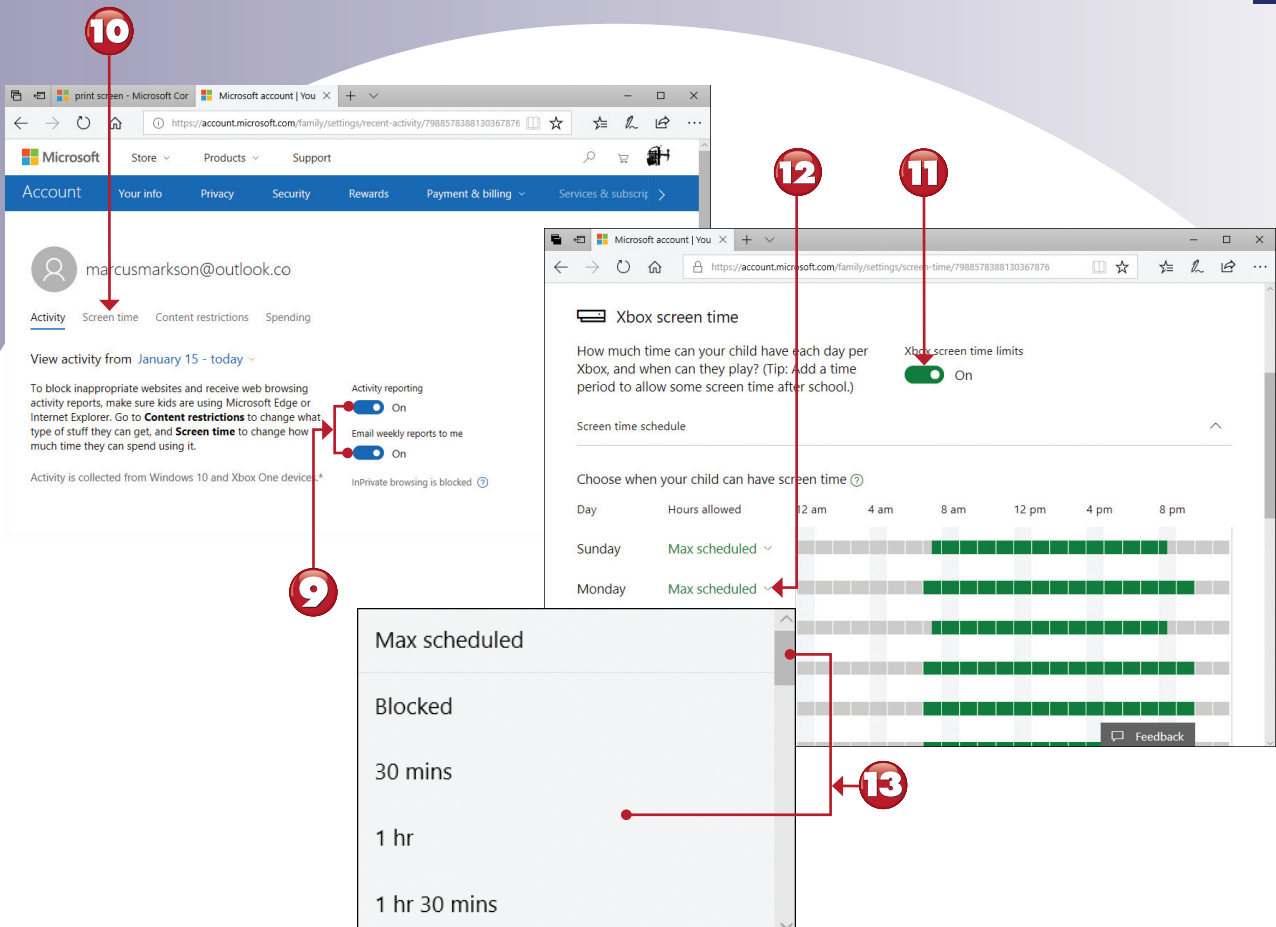 10
print screen - Microsoft Cor
Microsoft account | You
https://account.microsoft.com/family/settings/recent-activity/7988578388130367876
Microsoft Store Products Support
Account Your info Privacy Security Rewards Payment & billing Services & subscrip
marcusmarkson@outlook.co
Activity Screen time Content restrictions Spending
View activity from January 15 - today
To block inappropriate websites and receive web browsing
activity reports, make sure kids are using Microsoft Edge or
Internet Explorer. Go to Content restrictions to change what
type of stuff they can get, and Screen time to change how
much time they can spend using it.
Activity is collected from Windows 10 and Xbox One devices.*
Activity reporting
On
Email weekly reports to me
On
InPrivate browsing is blocked ?
9
12
11
Microsoft account | You
https://account.microsoft.com/family/settings/screen-time/7988578388130367876
Xbox screen time
How much time can your child have each day per
Xbox, and when can they play? (Tip: Add a time
period to allow some screen time after school.)
Xbox screen time limits
On
Screen time schedule
Choose when your child can have screen time ?
Day Hours allowed 12 am 4 am 8 am 12 pm 4 pm 8 pm
Sunday Max scheduled
Monday Max scheduled
Feedback
Max scheduled
Blocked
30 mins
1 hr
1 hr 30 mins
13